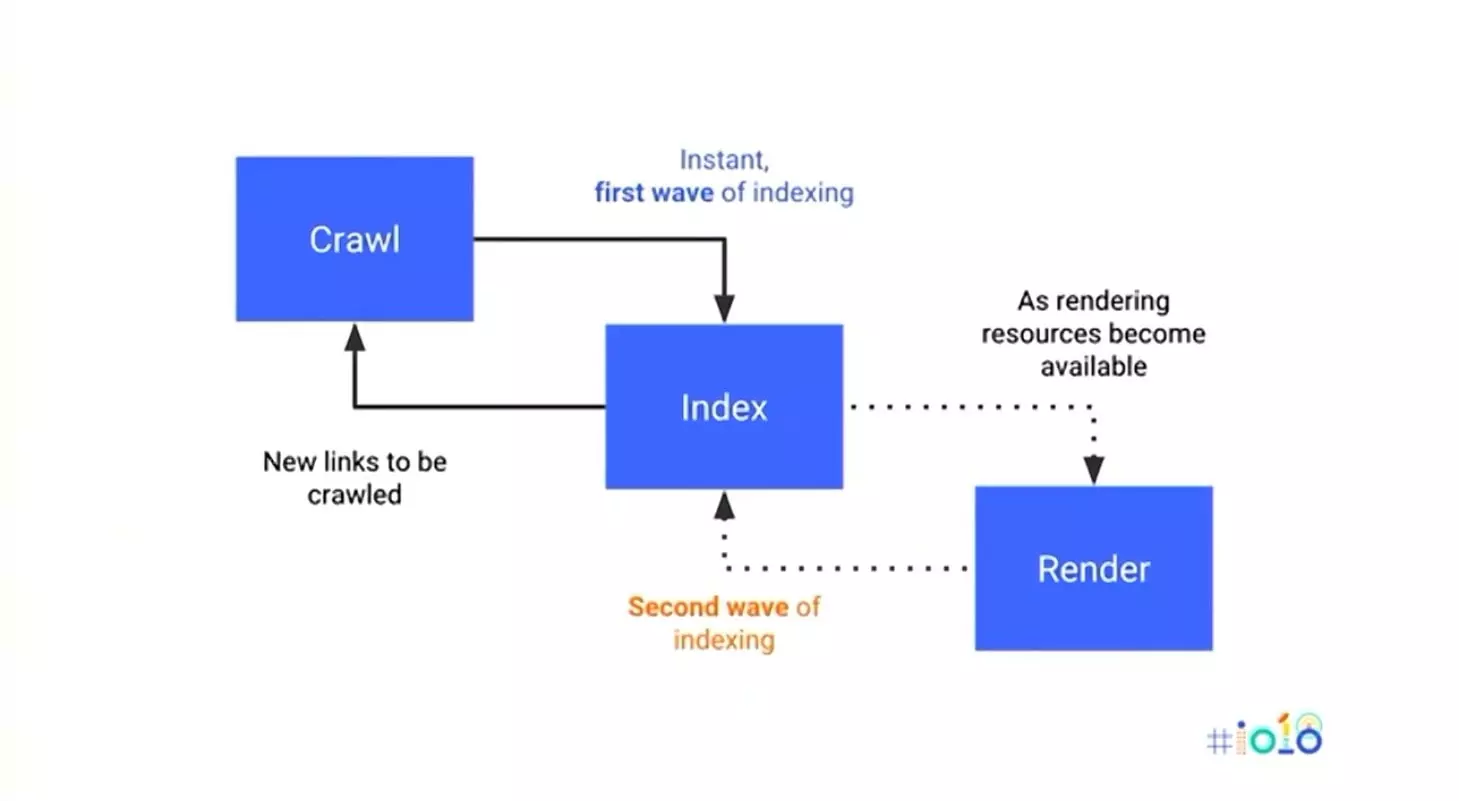 Instant,
first wave of indexing
Crawl
As rendering
resources become
available
Index
New links to be
crawled
Render
Second wave of
indexing
#io18